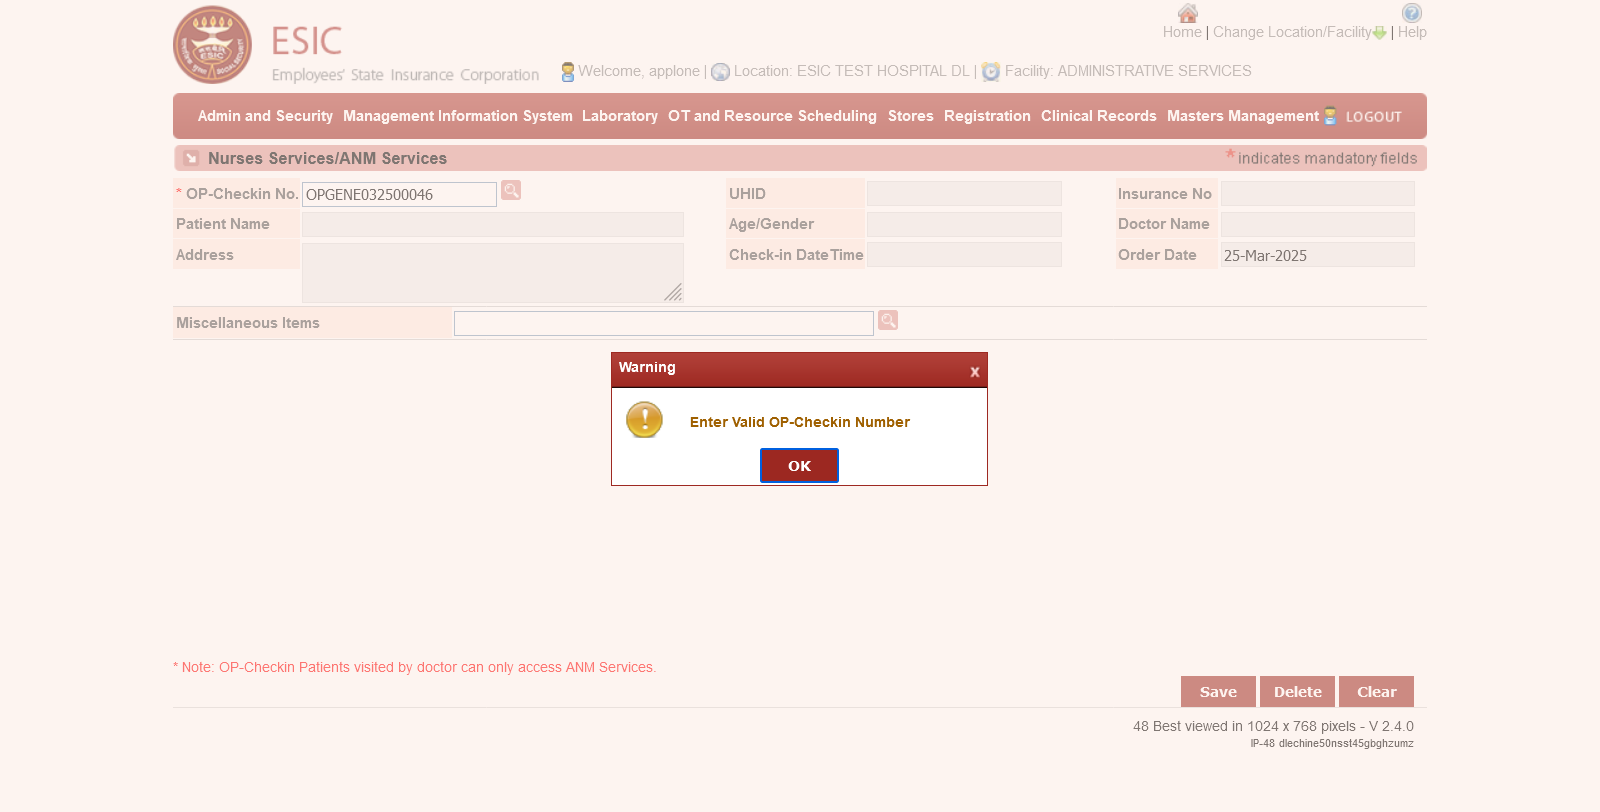 ESIC
Employees' State Insurance Corporation
Home | Change Location/Facility | Help
Welcome, applone | Location: ESIC TEST HOSPITAL DL | Facility: ADMINISTRATIVE SERVICES
Admin and Security Management Information System Laboratory OT and Resource Scheduling Stores Registration Clinical Records Masters Management LOGOUT
Nurses Services/ANM Services * indicates mandatory fields
* OP-Checkin No. OPGENE032500046 UHID Insurance No
Patient Name Age/Gender Doctor Name
Address Check-in DateTime Order Date 25-Mar-2025
Miscellaneous Items
Warning x
! Enter Valid OP-Checkin Number
OK
* Note: OP-Checkin Patients visited by doctor can only access ANM Services.
Save Delete Clear
48 Best viewed in 1024 x 768 pixels - V 2.4.0
IP-48 dlechine50nsst45gbghzumz